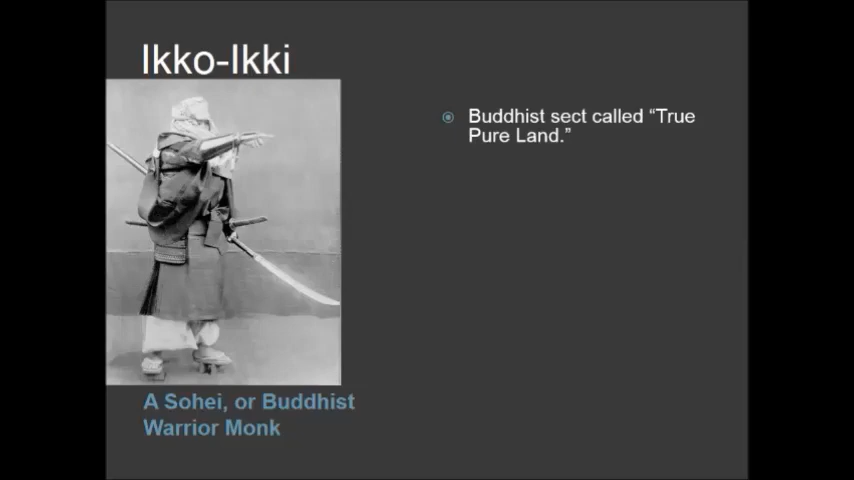 Ikko-Ikki
Buddhist sect called “True
Pure Land.”
A Sohei, or Buddhist
Warrior Monk